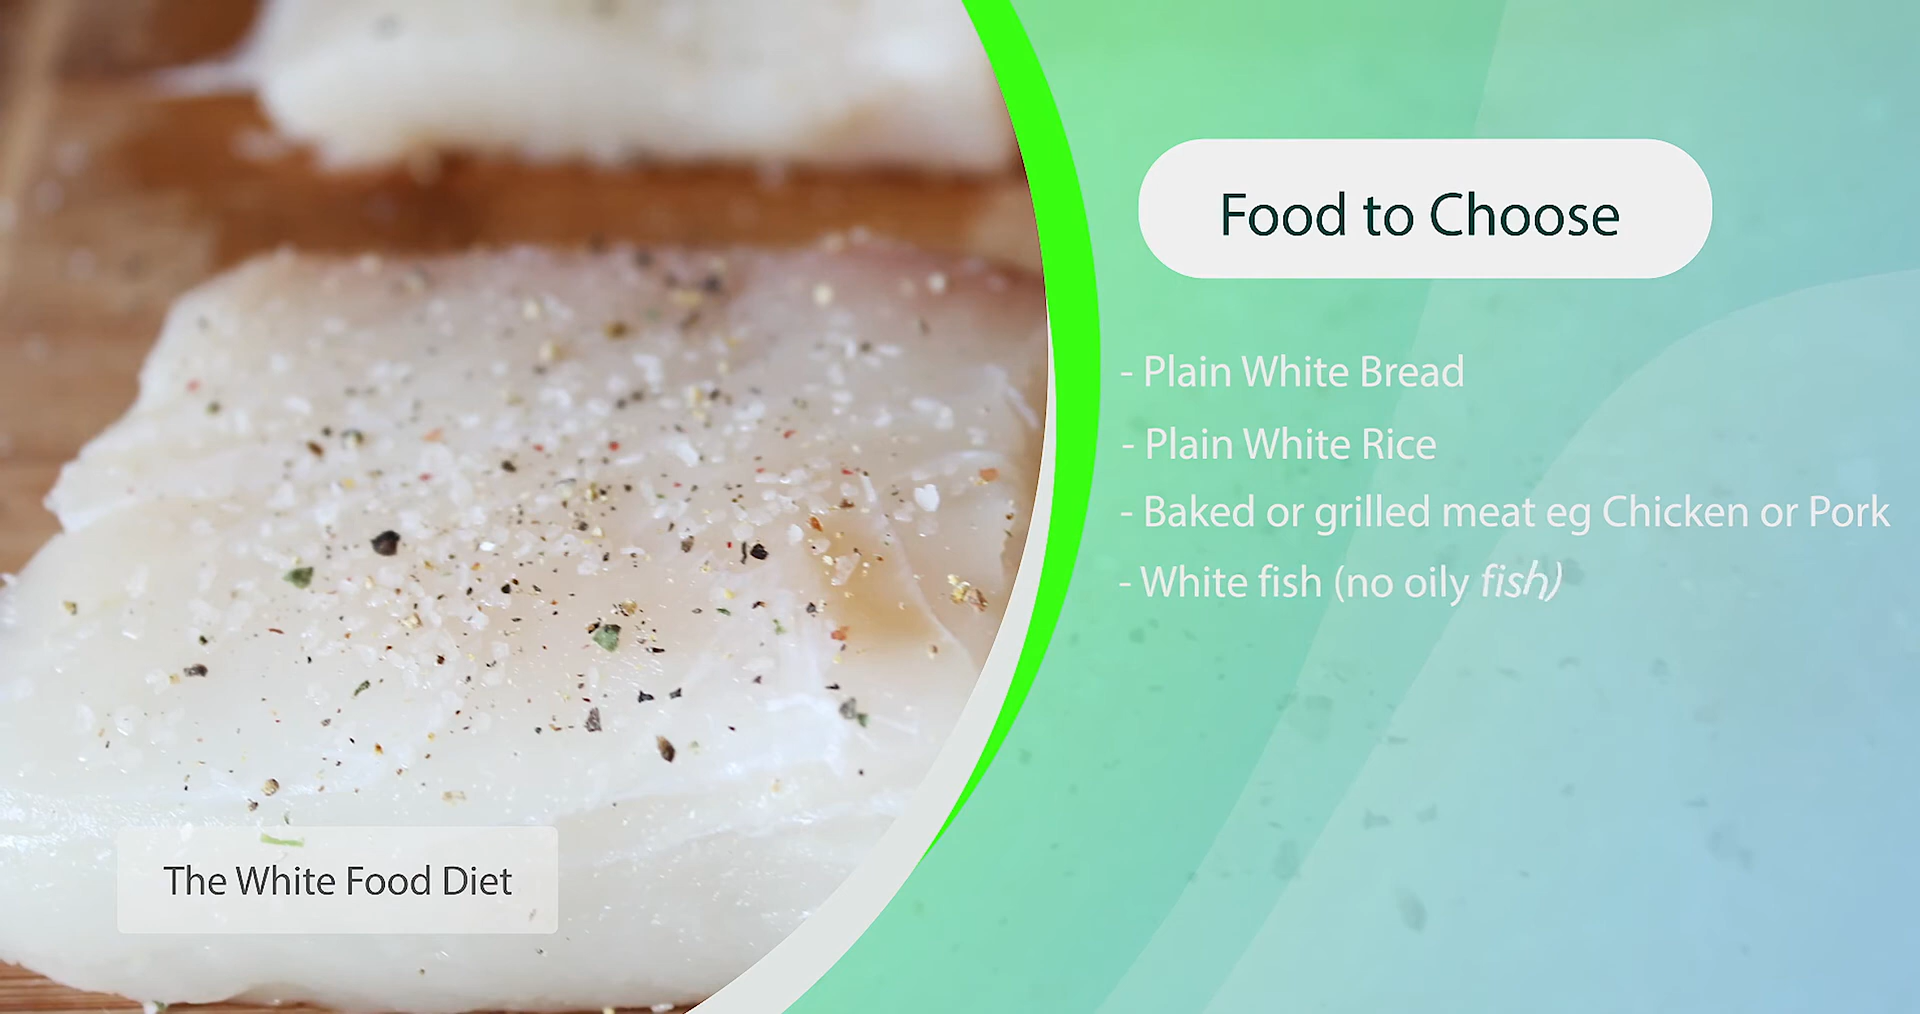 Food to Choose
- Plain White Bread
- Plain White Rice
- Baked or grilled meat eg Chicken or Pork
- White fish (no oily fish)
The White Food Diet